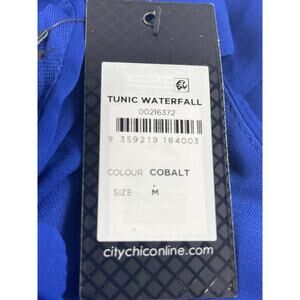 TUNIC WATERFALL
00216372
9 359219 184003
COLOUR COBALT
SIZE M
citychiconline.com